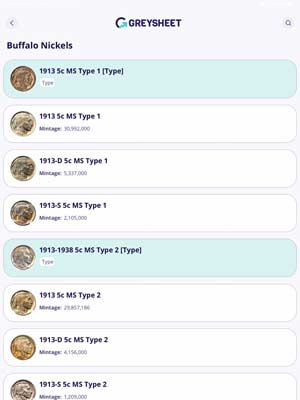 GREYSHEET
Buffalo Nickels
1913 5c MS Type 1 [Type]
Type
1913 5c MS Type 1
Mintage: 30,992,000
1913-D 5c MS Type 1
Mintage: 5,337,000
1913-S 5c MS Type 1
Mintage: 2,105,000
1913-1938 5c MS Type 2 [Type]
Type
1913 5c MS Type 2
Mintage: 29,857,186
1913-D 5c MS Type 2
Mintage: 4,156,000
1913-S 5c MS Type 2
Mintage: 1,209,000